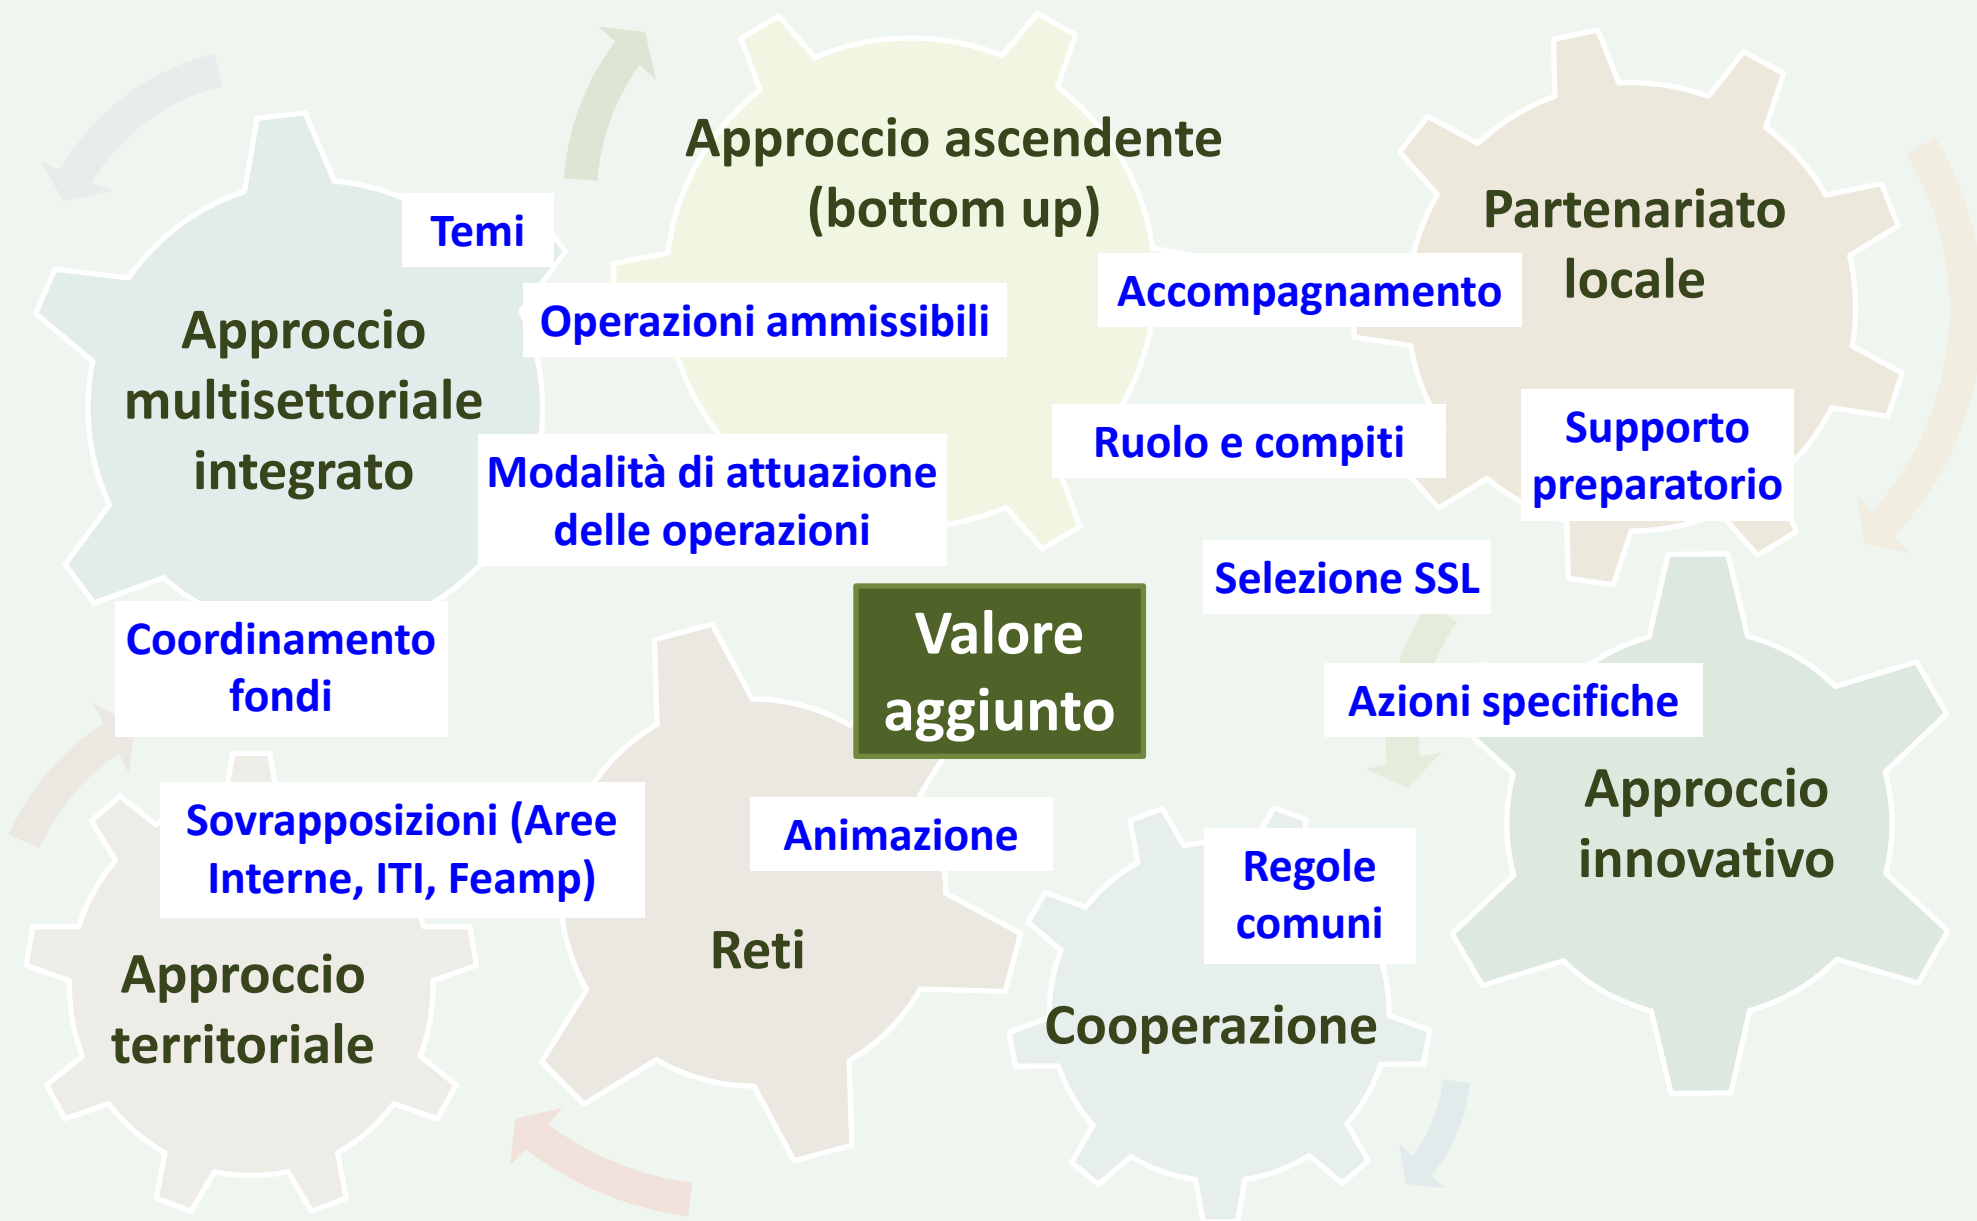 Approccio ascendente
(bottom up)
Partenariato
locale
Temi
Operazioni ammissibili
Accompagnamento
Approccio
multisettoriale
integrato
Modalità di attuazione
delle operazioni
Ruolo e compiti
Supporto
preparatorio
Selezione SSL
Coordinamento
fondi
Valore
aggiunto
Azioni specifiche
Sovrapposizioni (Aree
Interne, ITI, Feamp)
Animazione
Regole
comuni
Approccio
innovativo
Approccio
territoriale
Reti
Cooperazione